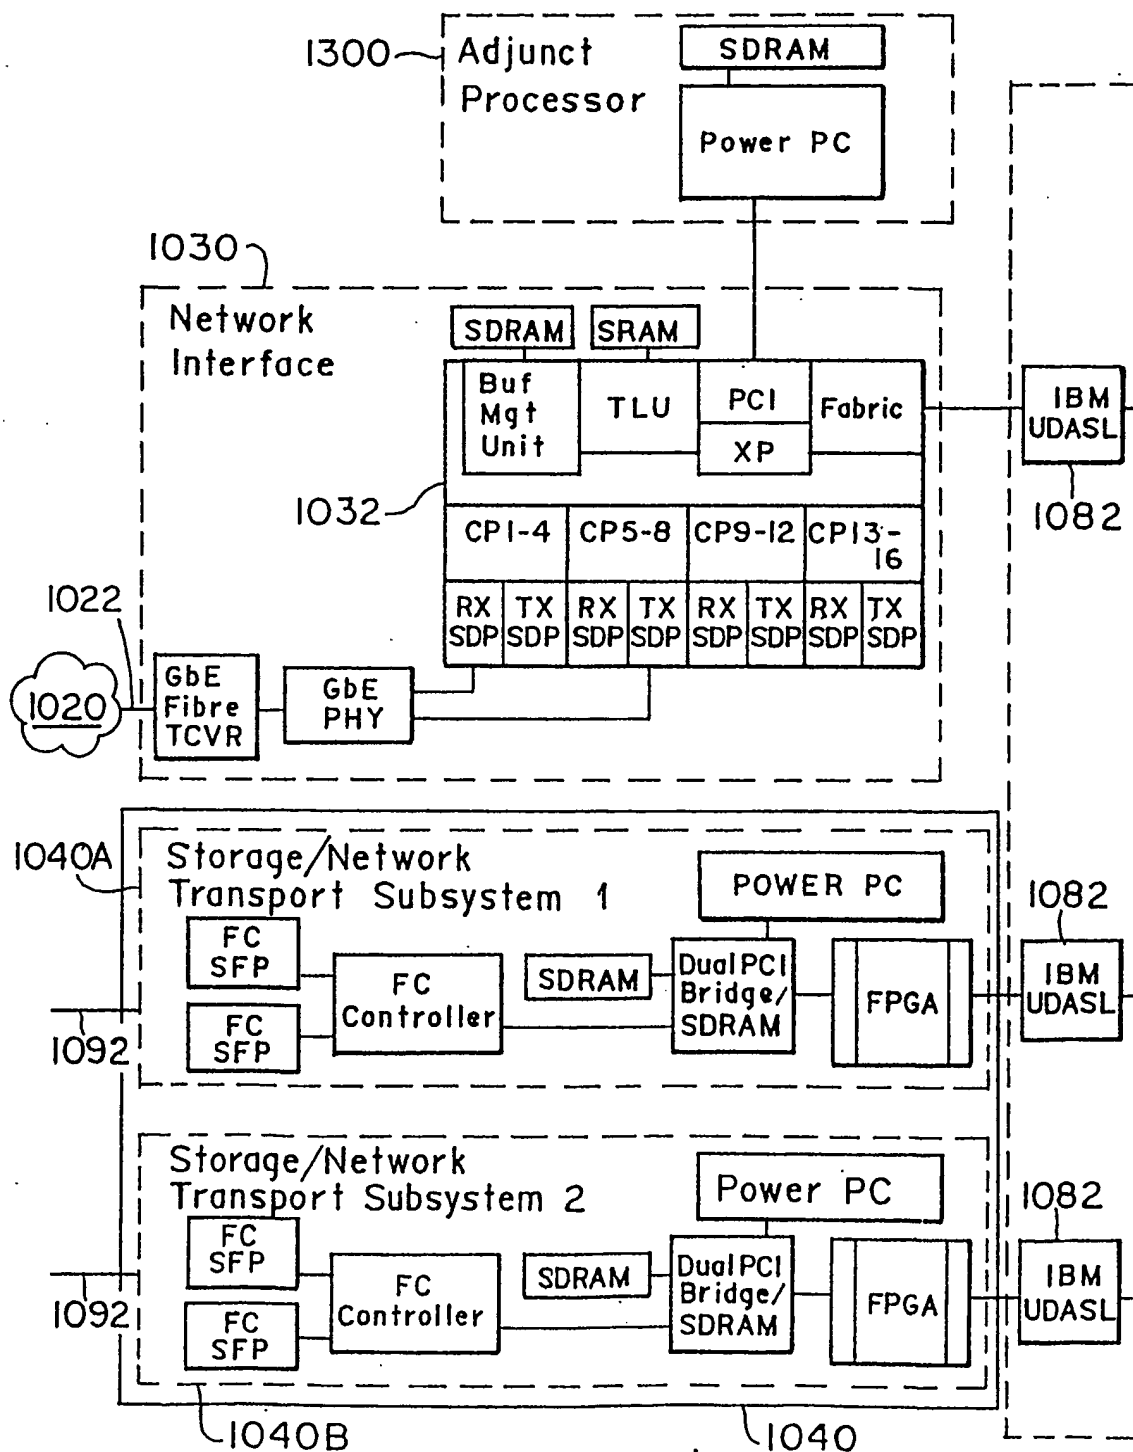 1300
Adjunct
Processor
SDRAM
Power PC
1030
Network
Interface
SDRAM
SRAM
Buf
Mgt
Unit
TLU
PCI
XP
Fabric
IBM
UDASL
1082
1032
CP1-4
CP5-8
CP9-12
CP13-
16
RX
SDP
TX
SDP
RX
SDP
TX
SDP
RX
SDP
TX
SDP
RX
SDP
TX
SDP
1022
1020
GbE
Fibre
TCVR
GbE
PHY
1040A
Storage/Network
Transport Subsystem 1
POWER PC
FC
SFP
FC
SFP
FC
Controller
SDRAM
Dual PCI
Bridge/
SDRAM
FPGA
1082
IBM
UDASL
1092
Storage/Network
Transport Subsystem 2
Power PC
FC
SFP
FC
SFP
FC
Controller
SDRAM
Dual PCI
Bridge/
SDRAM
FPGA
1082
IBM
UDASL
1092
1040B
1040